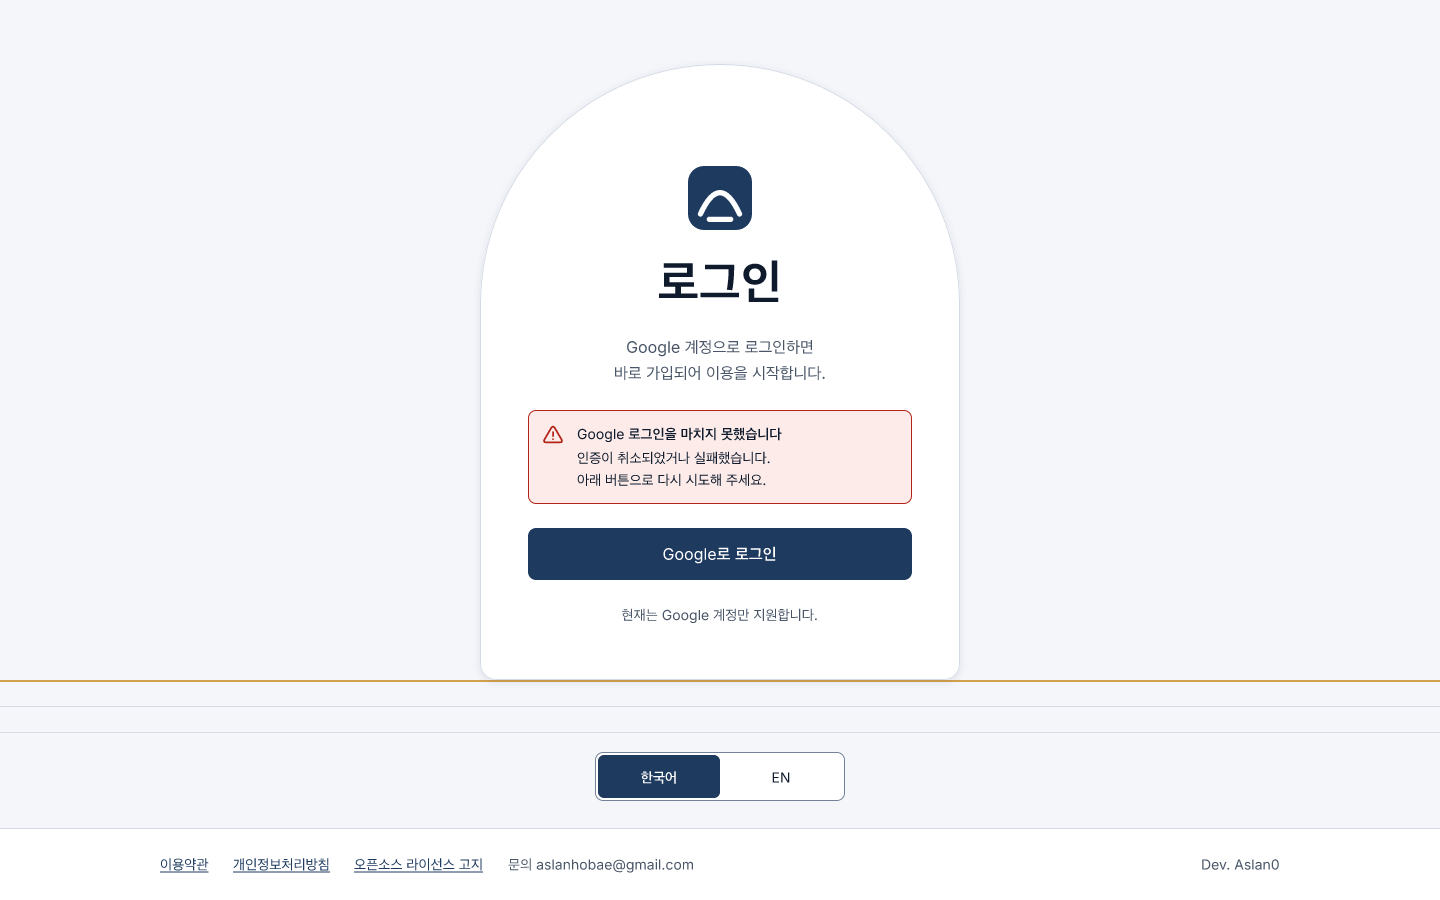 로그인
Google 계정으로 로그인하면
바로 가입되어 이용을 시작합니다.
Google 로그인을 마치지 못했습니다
인증이 취소되었거나 실패했습니다.
아래 버튼으로 다시 시도해 주세요.
Google로 로그인
현재는 Google 계정만 지원합니다.
한국어 EN
이용약관 개인정보처리방침 오픈소스 라이선스 고지 문의 aslanhobae@gmail.com Dev. Aslan0